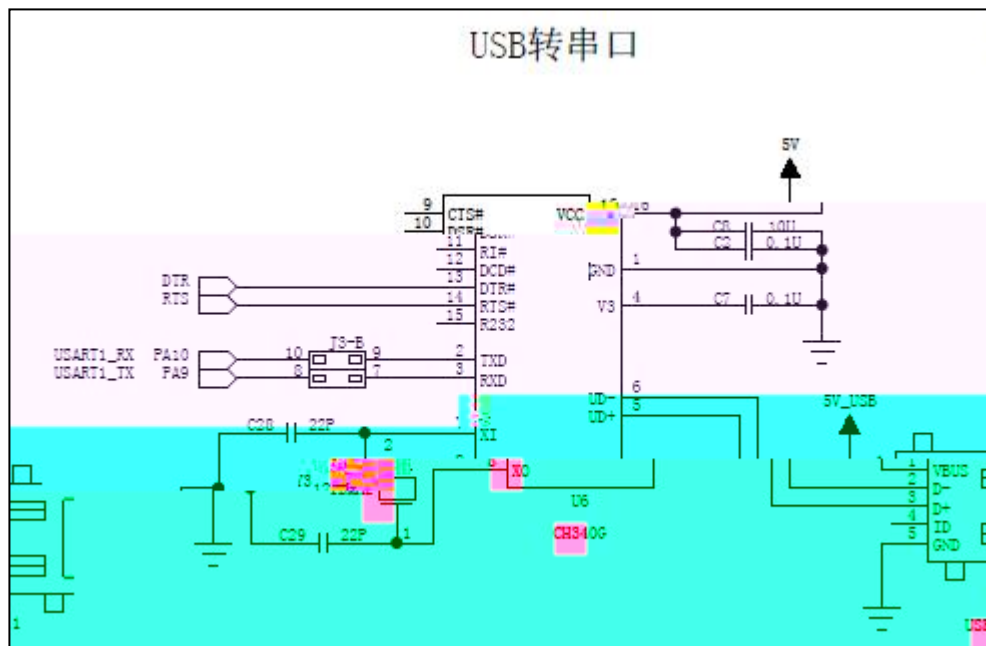 USB转串口
5V
9 CTS# VCC
10
C8 10U
C2 0.1U
11 RI#
12 DCD# GND 1
DTR 13 DTR#
RTS 14 RTS# V3 4 C7 0.1U
15 R232
J3-B
USART1_RX PA10 10 9 2 TXD
USART1_TX PA9 8 7 3 RXD
UD- 6
UD+ 5
5V_USB
C28 22P XI
2
XO
1 VBUS
2 D-
3 D+
4 ID
5 GND
U6
C29 22P 1 CH340G
1